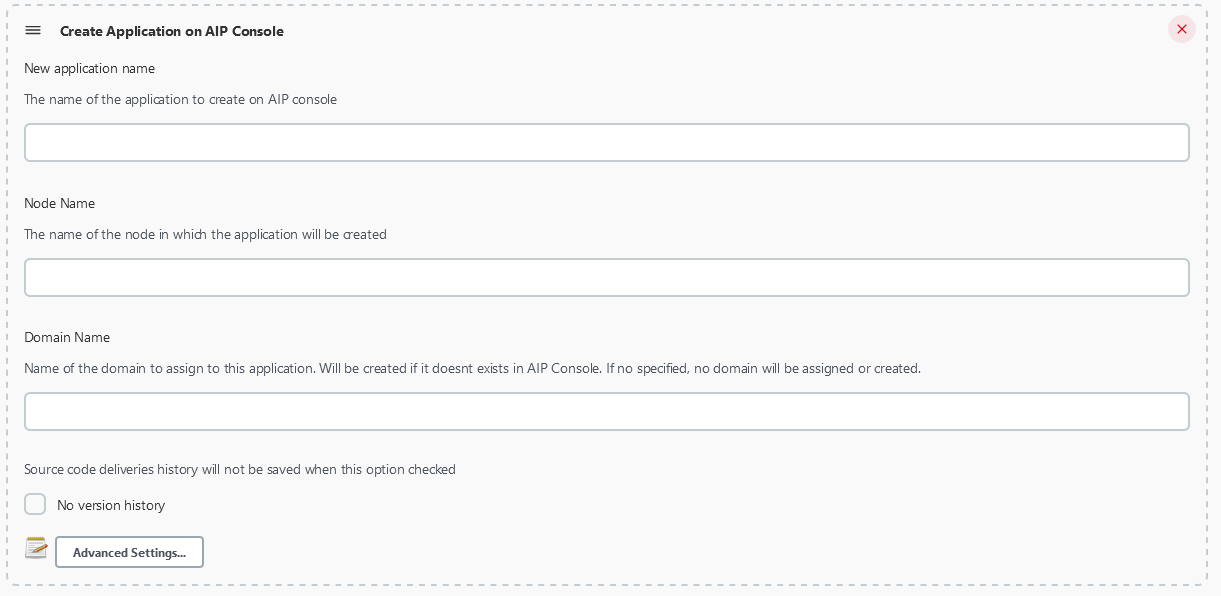 Create Application on AIP Console
New application name
The name of the application to create on AIP console
Node Name
The name of the node in which the application will be created
Domain Name
Name of the domain to assign to this application. Will be created if it doesnt exists in AIP Console. If no specified, no domain will be assigned or created.
Source code deliveries history will not be saved when this option checked
No version history
Advanced Settings...